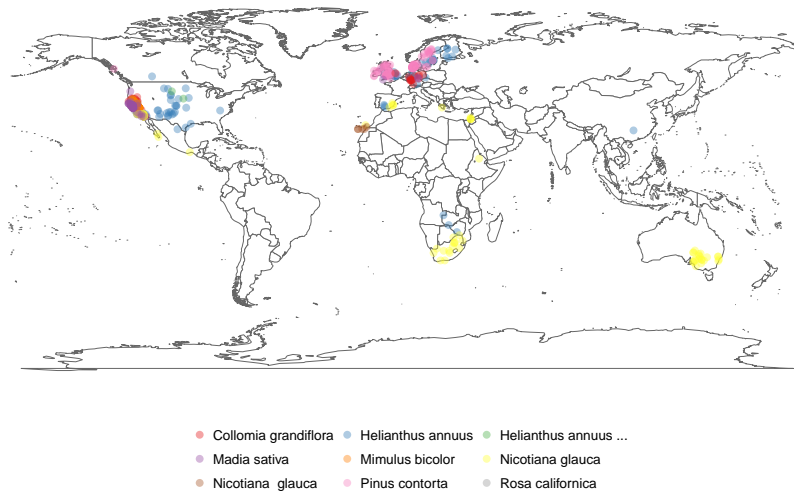 Collomia grandiflora Helianthus annuus Helianthus annuus ...
Madia sativa Mimulus bicolor Nicotiana glauca
Nicotiana  glauca Pinus contorta Rosa californica